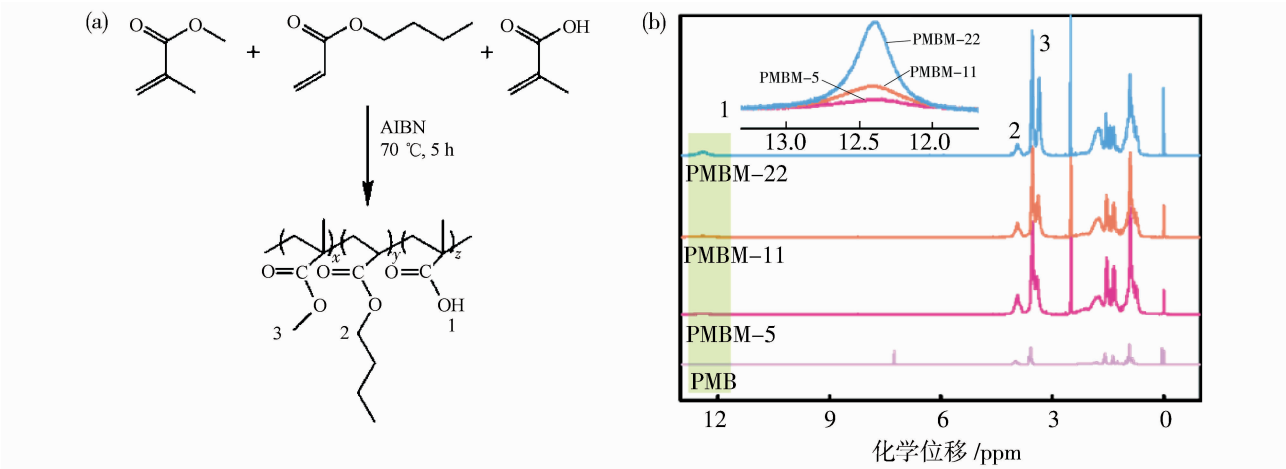 (a)
O
O
+
O
O
+
O
OH
AIBN
70 ℃, 5 h
( )x ( )y ( )z
O
O
O
O
O
OH
3
2
1
(b)
3
PMBM-22
PMBM-5
PMBM-11
1
13.0 12.5 12.0
2
PMBM-22
PMBM-11
PMBM-5
PMB
12 9 6 3 0
化学位移 /ppm